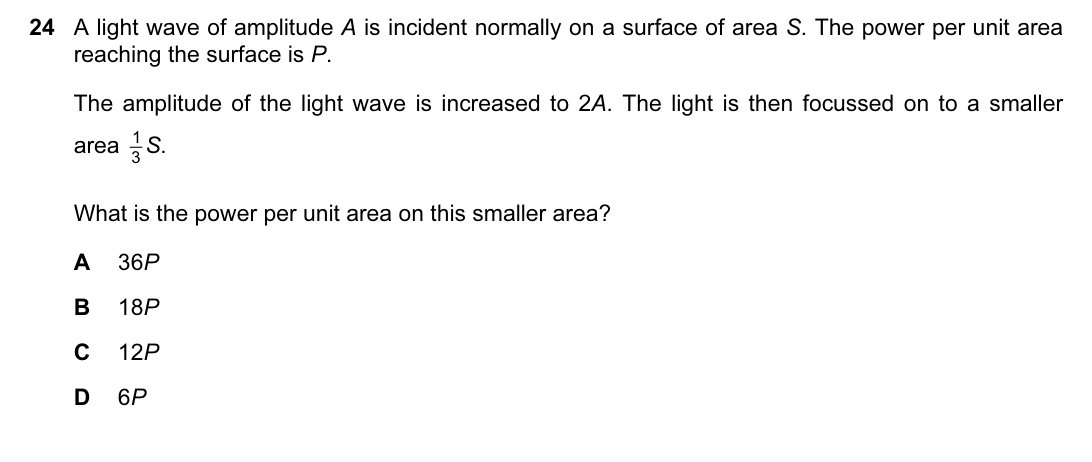 24 A light wave of amplitude A is incident normally on a surface of area S. The power per unit area
reaching the surface is P.
The amplitude of the light wave is increased to 2A. The light is then focussed on to a smaller
area 1/3 S.
What is the power per unit area on this smaller area?
A 36P
B 18P
C 12P
D 6P